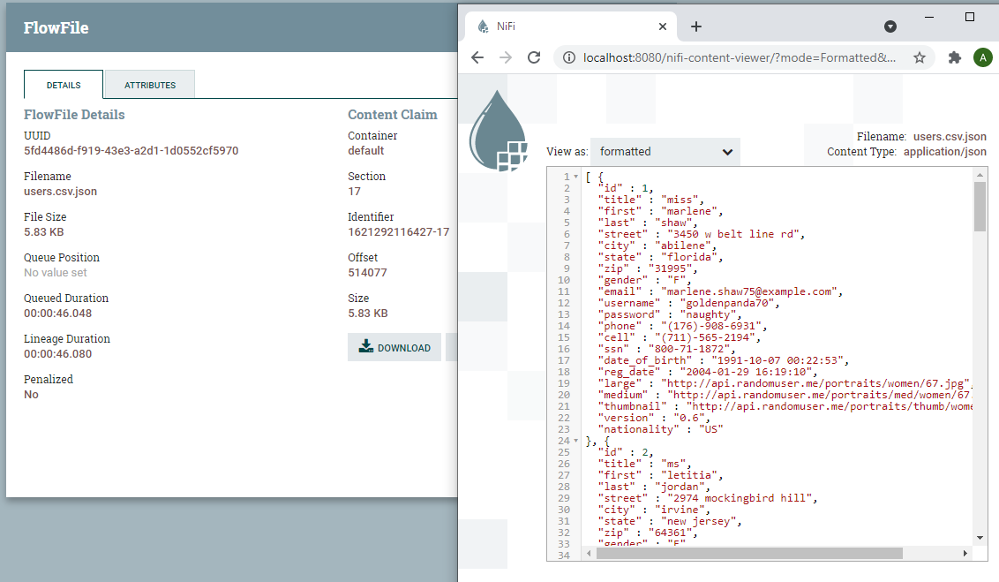 FlowFile
DETAILS
ATTRIBUTES
FlowFile Details
UUID
5fd4486d-f919-43e3-a2d1-1d0552cf5970
Filename
users.csv.json
File Size
5.83 KB
Queue Position
No value set
Queued Duration
00:00:46.048
Lineage Duration
00:00:46.080
Penalized
No
Content Claim
Container
default
Section
17
Identifier
1621292116427-17
Offset
514077
Size
5.83 KB
DOWNLOAD
NiFi
localhost:8080/nifi-content-viewer/?mode=Formatted&...
A
Filename: users.csv.json
View as: formatted
Content Type: application/json
1 [ {
2 "id" : 1,
3 "title" : "miss",
4 "first" : "marlene",
5 "last" : "shaw",
6 "street" : "3450 w belt line rd",
7 "city" : "abilene",
8 "state" : "florida",
9 "zip" : "31995",
10 "gender" : "F",
11 "email" : "marlene.shaw75@example.com",
12 "username" : "goldenpanda70",
13 "password" : "naughty",
14 "phone" : "(176)-908-6931",
15 "cell" : "(711)-565-2194",
16 "ssn" : "800-71-1872",
17 "date_of_birth" : "1991-10-07 00:22:53",
18 "reg_date" : "2004-01-29 16:19:10",
19 "large" : "http://api.randomuser.me/portraits/women/67.jpg",
20 "medium" : "http://api.randomuser.me/portraits/med/women/67.
21 "thumbnail" : "http://api.randomuser.me/portraits/thumb/wome
22 "version" : "0.6",
23 "nationality" : "US"
24 }, {
25 "id" : 2,
26 "title" : "ms",
27 "first" : "letitia",
28 "last" : "jordan",
29 "street" : "2974 mockingbird hill",
30 "city" : "irvine",
31 "state" : "new jersey",
32 "zip" : "64361",
33 "gender" : "F"
34